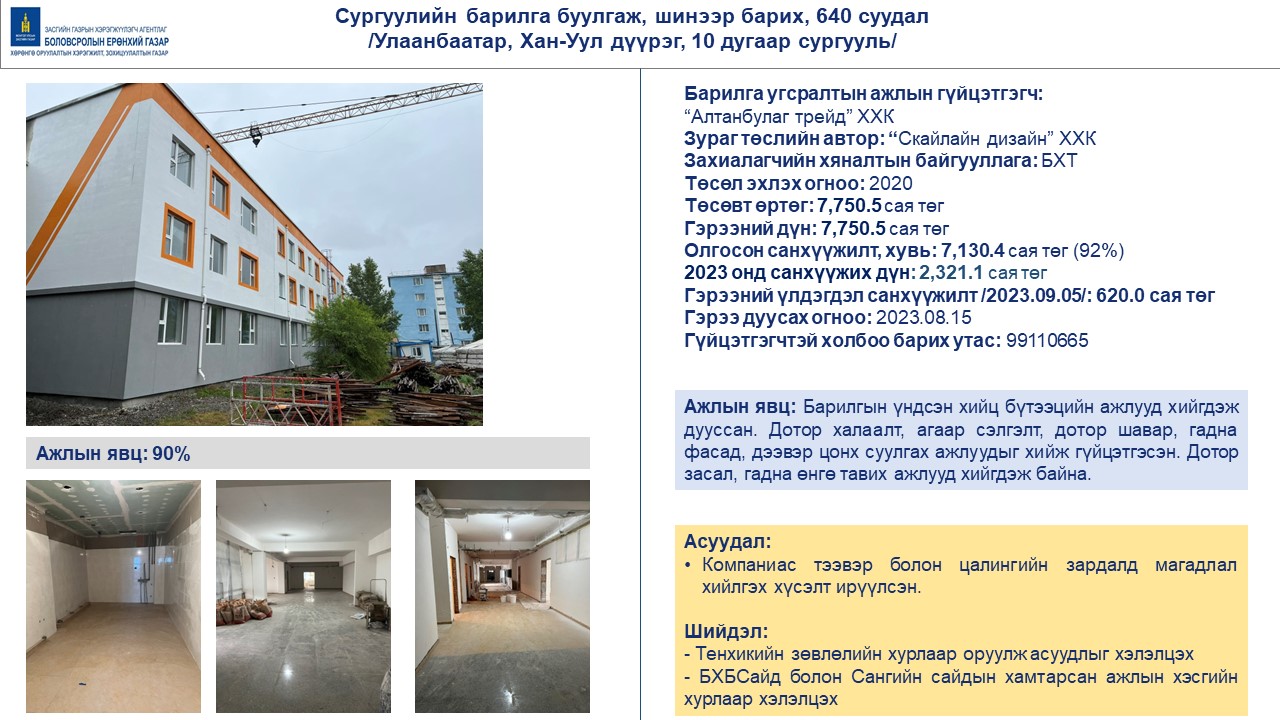 ЗАСГИЙН ГАЗРЫН ХЭРЭГЖҮҮЛЭГЧ АГЕНТЛАГ
БОЛОВСРОЛЫН ЕРӨНХИЙ ГАЗАР
ХӨРӨНГӨ ОРУУЛАЛТЫН ХЭРЭГЖИЛТ, ЗОХИЦУУЛАЛТЫН ГАЗАР
Сургуулийн барилга буулгаж, шинээр барих, 640 суудал
/Улаанбаатар, Хан-Уул дүүрэг, 10 дугаар сургууль/
Ажлын явц: 90%
Барилга угсралтын ажлын гүйцэтгэгч:
“Алтанбулаг трейд” ХХК
Зураг төслийн автор: “Скайлайн дизайн” ХХК
Захиалагчийн хяналтын байгууллага: БХТ
Төсөл эхлэх огноо: 2020
Төсөвт өртөг: 7,750.5 сая төг
Гэрээний дүн: 7,750.5 сая төг
Олгосон санхүүжилт, хувь: 7,130.4 сая төг (92%)
2023 онд санхүүжих дүн: 2,321.1 сая төг
Гэрээний үлдэгдэл санхүүжилт /2023.09.05/: 620.0 сая төг
Гэрээ дуусах огноо: 2023.08.15
Гүйцэтгэгчтэй холбоо барих утас: 99110665
Ажлын явц: Барилгын үндсэн хийц бүтээцийн ажлууд хийгдэж
дууссан. Дотор халаалт, агаар сэлгэлт, дотор шавар, гадна
фасад, дээвэр цонх суулгах ажлуудыг хийж гүйцэтгэсэн. Дотор
засал, гадна өнгө тавих ажлууд хийгдэж байна.
Асуудал:
• Компаниас тээвэр болон цалингийн зардалд магадлал
хийлгэх хүсэлт ирүүлсэн.
Шийдэл:
- Тенхикийн зөвлөлийн хурлаар оруулж асуудлыг хэлэлцэх
- БХБСайд болон Сангийн сайдын хамтарсан ажлын хэсгийн
хурлаар хэлэлцэх